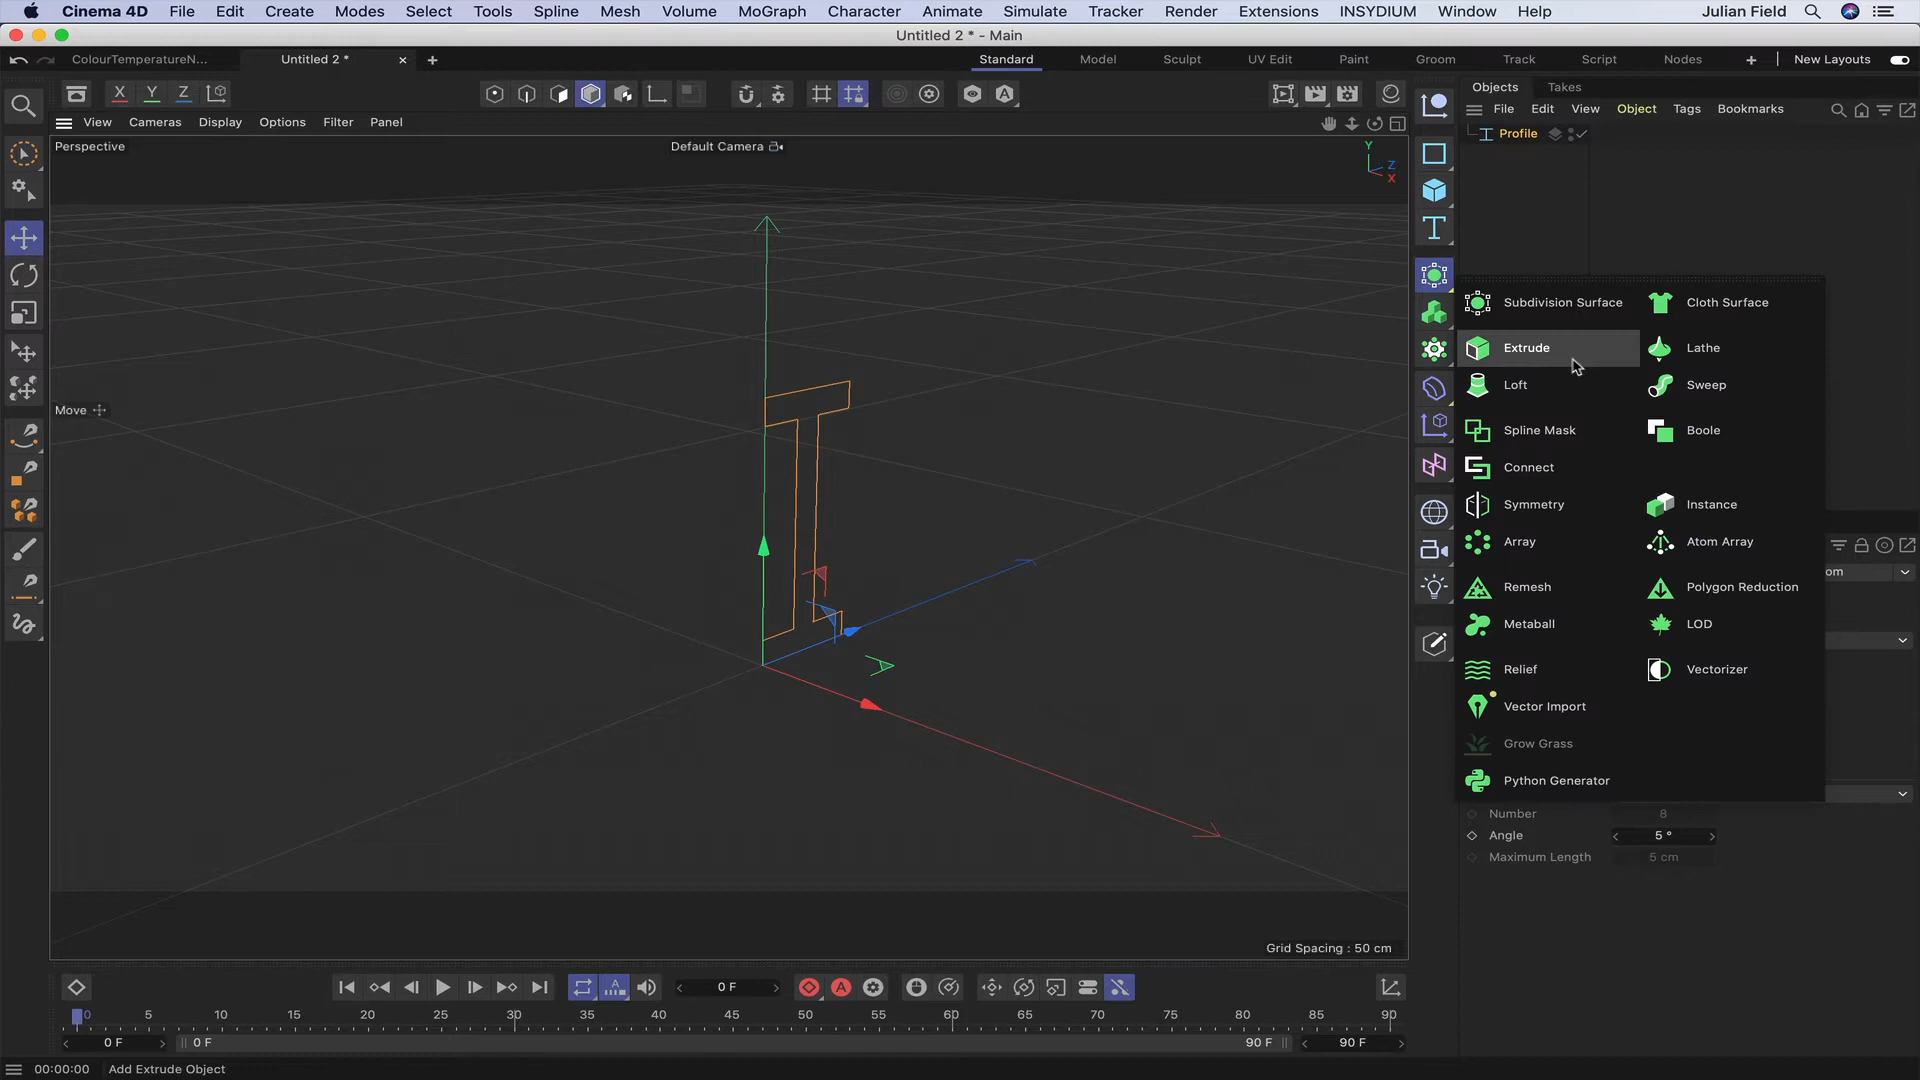 Cinema 4D File Edit Create Modes Select Tools Spline Mesh Volume MoGraph Character Animate Simulate Tracker Render Extensions INSYDIUM Window Help Julian Field
Untitled 2 * - Main
ColourTemperatureN... Untitled 2 * Standard Model Sculpt UV Edit Paint Groom Track Script Nodes New Layouts
X Y Z
Objects Takes
File Edit View Object Tags Bookmarks
View Cameras Display Options Filter Panel
Profile
Perspective
Default Camera
Y
Z
X
Move
Subdivision Surface Cloth Surface
Extrude Lathe
Loft Sweep
Spline Mask Boole
Connect
Symmetry Instance
Array Atom Array
om
Remesh Polygon Reduction
Metaball LOD
Relief Vectorizer
Vector Import
Grow Grass
Python Generator
Number 8
Angle 5 °
Maximum Length 5 cm
Grid Spacing : 50 cm
0 F
0 5 10 15 20 25 30 35 40 45 50 55 60 65 70 75 80 85 90
0 F 0 F 90 F 90 F
00:00:00 Add Extrude Object